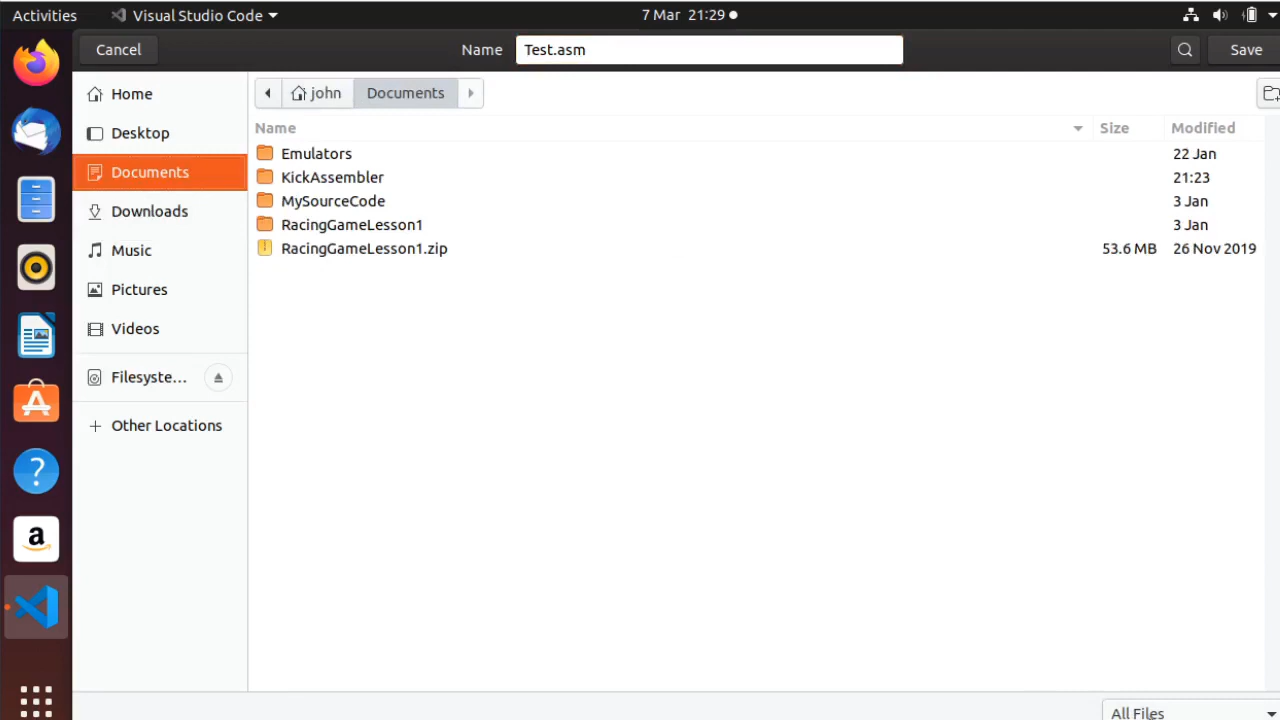 Activities Visual Studio Code 7 Mar 21:29
Cancel Name Test.asm Save
Home john Documents
Name Size Modified
Desktop
Documents
Downloads
Music
Pictures
Videos
Filesyste...
Other Locations
Emulators 22 Jan
KickAssembler 21:23
MySourceCode 3 Jan
RacingGameLesson1 3 Jan
RacingGameLesson1.zip 53.6 MB 26 Nov 2019
?
a
All Files